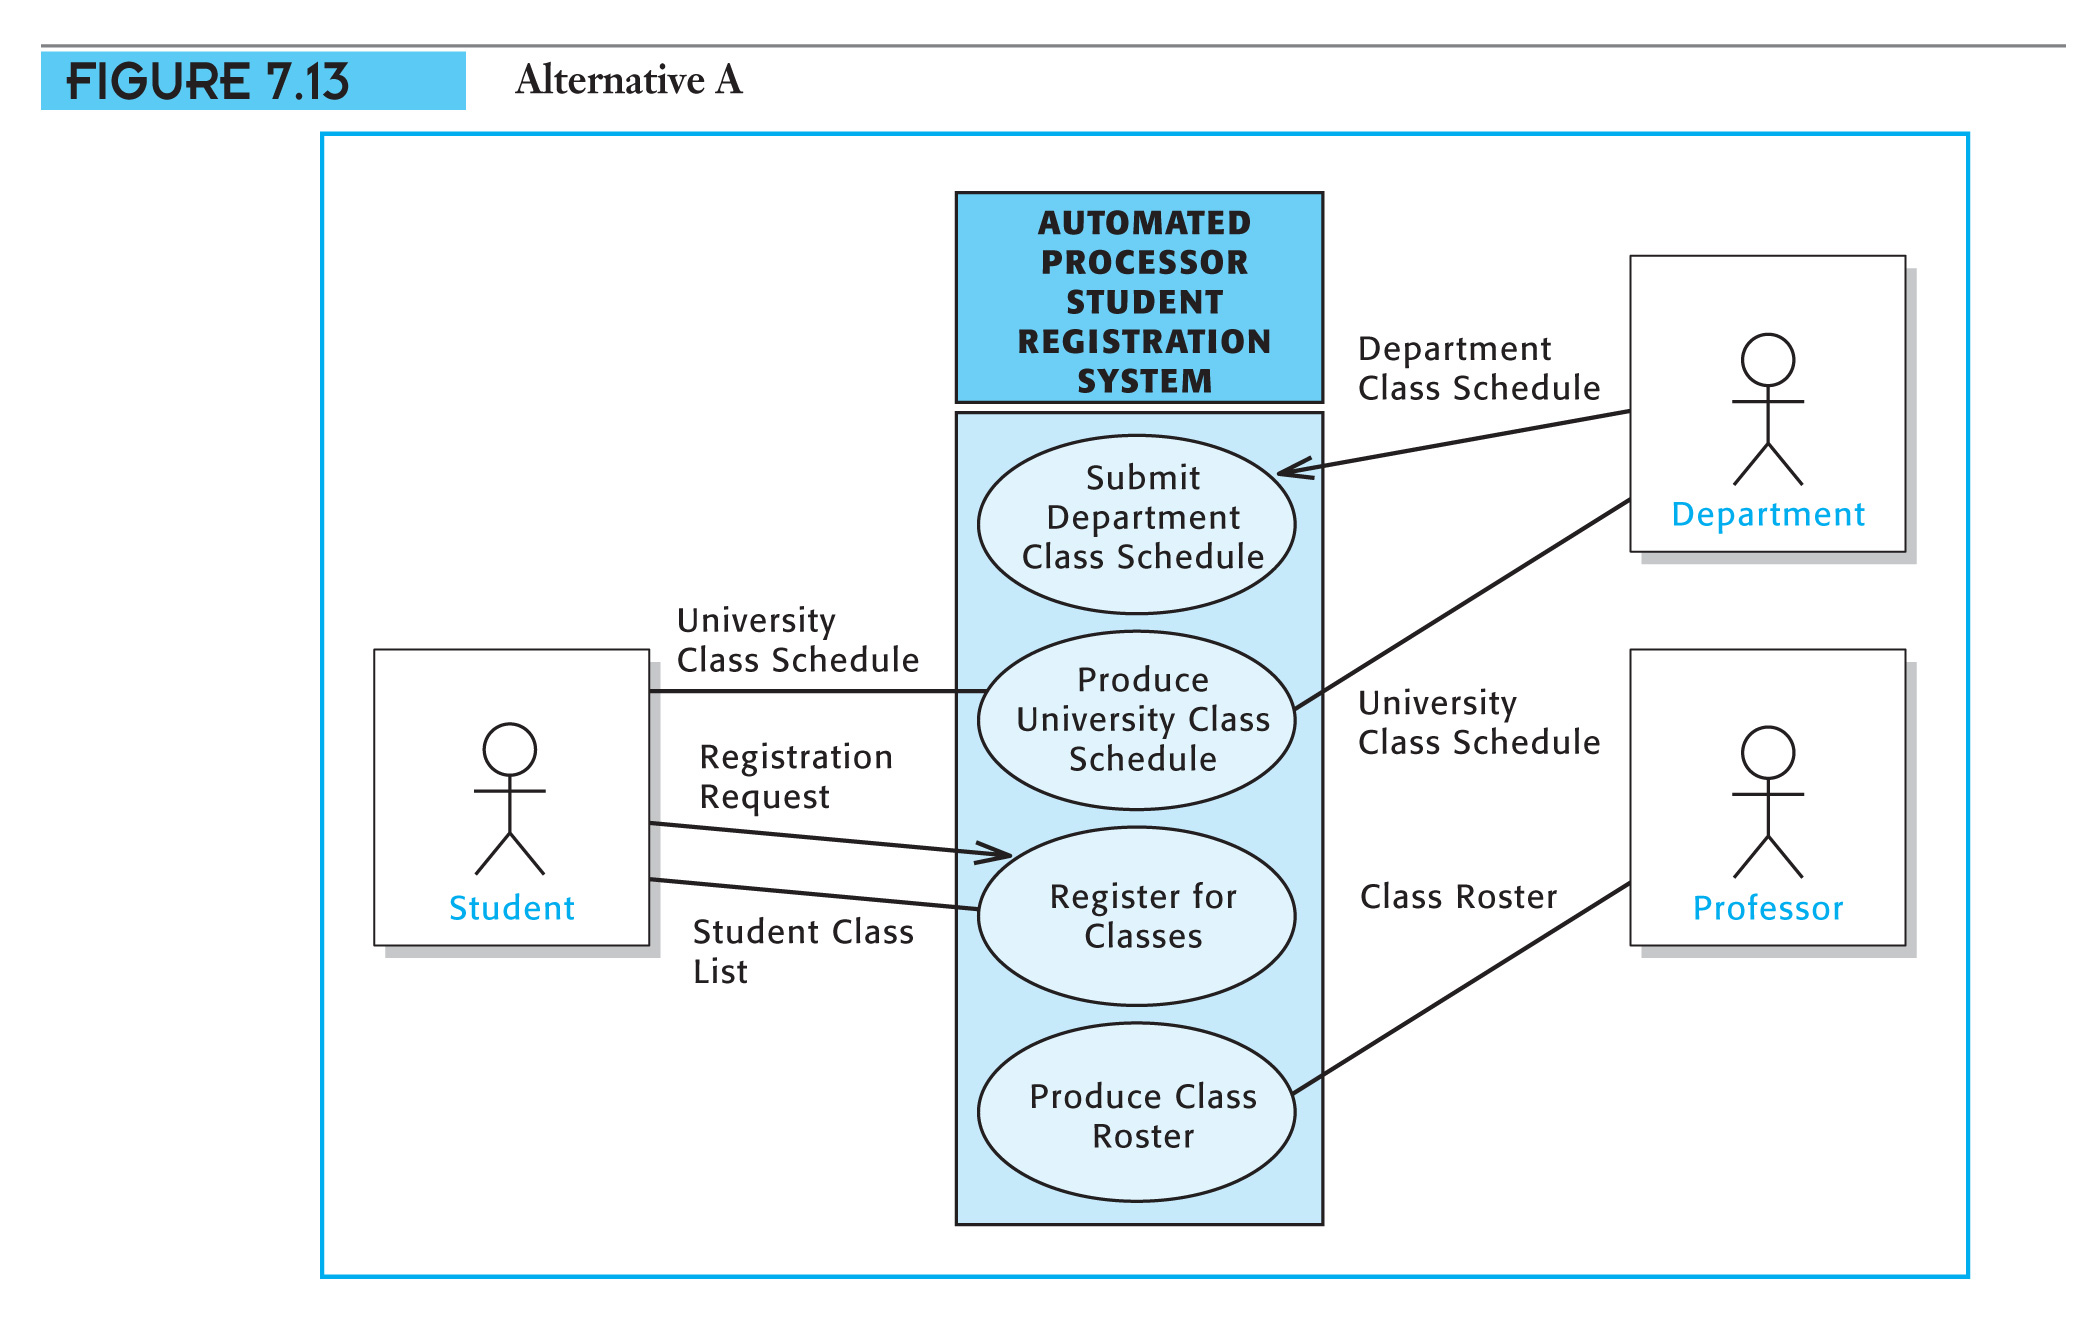 FIGURE 7.13
Alternative A
AUTOMATED
PROCESSOR
STUDENT
REGISTRATION
SYSTEM
Department
Class Schedule
Submit
Department
Class Schedule
Department
University
Class Schedule
Produce
University Class
Schedule
University
Class Schedule
Registration
Request
Student
Student Class
List
Register for
Classes
Class Roster
Professor
Produce Class
Roster